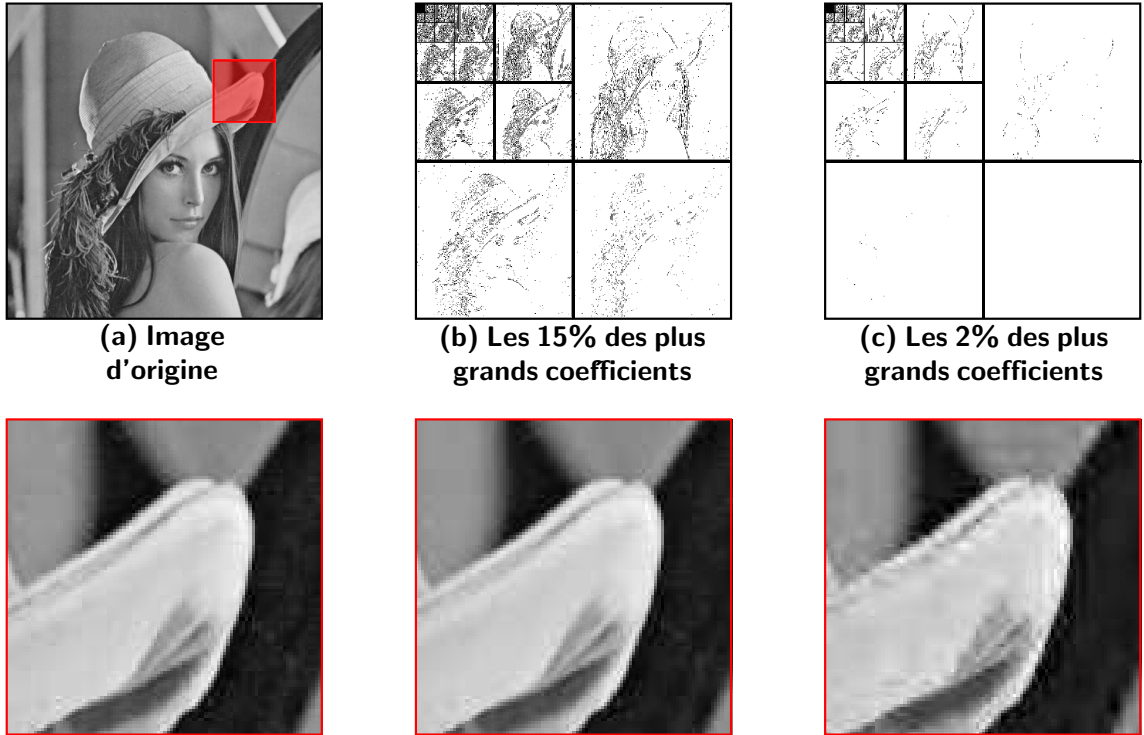 (a) Image
d'origine
(b) Les 15% des plus
grands coefficients
(c) Les 2% des plus
grands coefficients